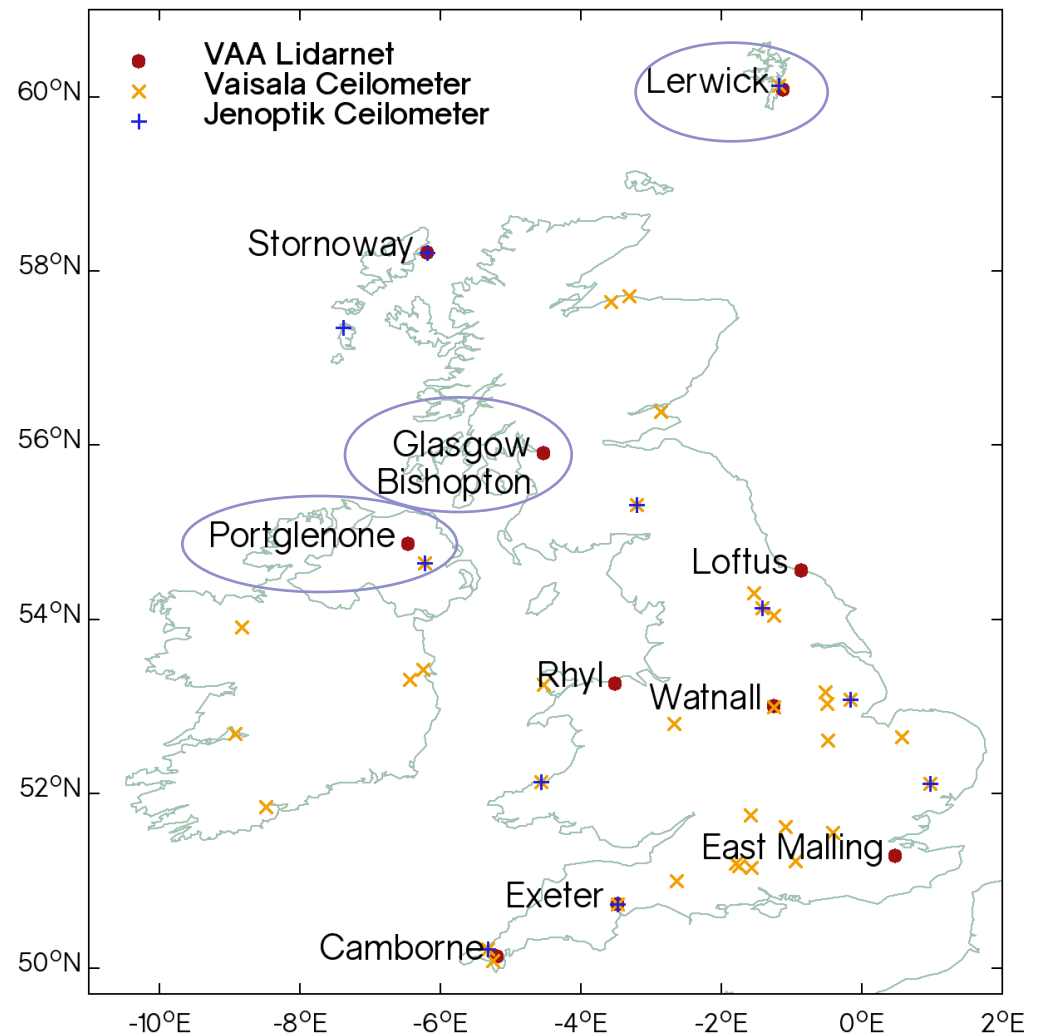 VAA Lidarnet
Vaisala Ceilometer
Jenoptik Ceilometer
60°N
Lerwick
Stornoway
58°N
56°N
Glasgow
Bishopton
Portglenone
Loftus
54°N
Rhyl
Watnall
52°N
East Malling
Exeter
Camborne
50°N
-10°E -8°E -6°E -4°E -2°E 0°E 2°E